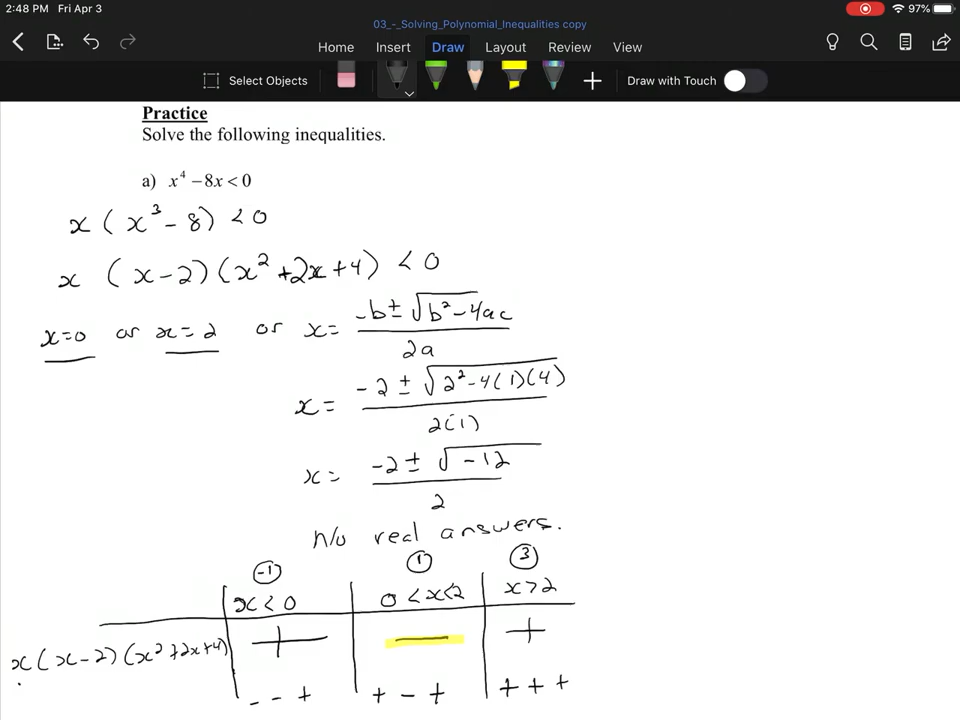 2:48 PM Fri Apr 3
97%
03_-_Solving_Polynomial_Inequalities copy
Home Insert Draw Layout Review View
Select Objects
Draw with Touch
Practice
Solve the following inequalities.
a) x⁴ – 8x < 0
x (x³ - 8) < 0
x (x-2)(x² +2x+4) < 0
x=0 or x=2 or x= -b ± √b²-4ac / 2a
x= -2 ± √2²-4(1)(4) / 2(1)
x= -2 ± √-12 / 2
n/o real answers.
-1 1 3
x<0 0<x<2 x>2
x(x-2)(x²+2x+4) + — +
- - + + - + + + +